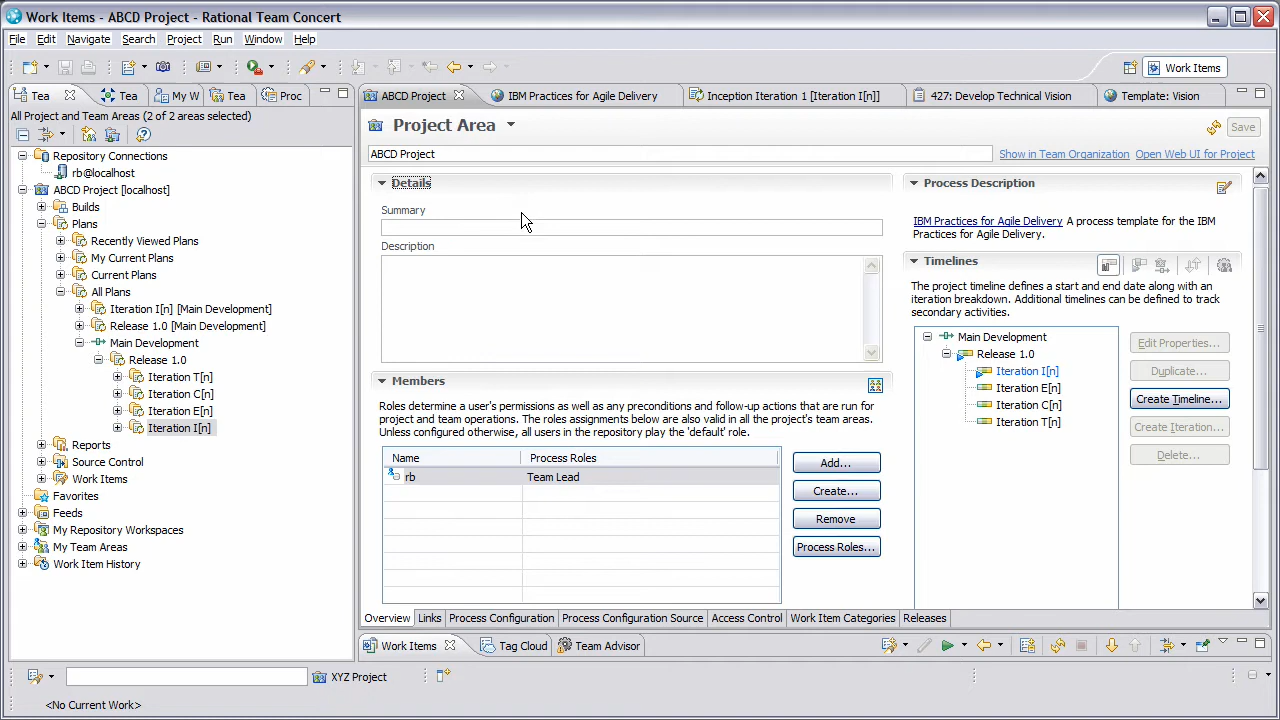 Work Items - ABCD Project - Rational Team Concert
File Edit Navigate Search Project Run Window Help
Work Items
Tea Tea My W Tea Proc
ABCD Project IBM Practices for Agile Delivery Inception Iteration 1 [Iteration I[n]] 427: Develop Technical Vision Template: Vision
All Project and Team Areas (2 of 2 areas selected)
Repository Connections
rb@localhost
ABCD Project [localhost]
Builds
Plans
Recently Viewed Plans
My Current Plans
Current Plans
All Plans
Iteration I[n] [Main Development]
Release 1.0 [Main Development]
Main Development
Release 1.0
Iteration T[n]
Iteration C[n]
Iteration E[n]
Iteration I[n]
Reports
Source Control
Work Items
Favorites
Feeds
My Repository Workspaces
My Team Areas
Work Item History
Project Area
Save
ABCD Project
Show in Team Organization Open Web UI for Project
Details
Summary
Description
Members
Roles determine a user's permissions as well as any preconditions and follow-up actions that are run for
project and team operations. The roles assignments below are also valid in all the project's team areas.
Unless configured otherwise, all users in the repository play the 'default' role.
Name Process Roles
rb Team Lead
Add...
Create...
Remove
Process Roles...
Process Description
IBM Practices for Agile Delivery A process template for the IBM
Practices for Agile Delivery.
Timelines
The project timeline defines a start and end date along with an
iteration breakdown. Additional timelines can be defined to track
secondary activities.
Main Development
Release 1.0
Iteration I[n]
Iteration E[n]
Iteration C[n]
Iteration T[n]
Edit Properties...
Duplicate...
Create Timeline...
Create Iteration...
Delete...
Overview Links Process Configuration Process Configuration Source Access Control Work Item Categories Releases
Work Items Tag Cloud Team Advisor
XYZ Project
<No Current Work>